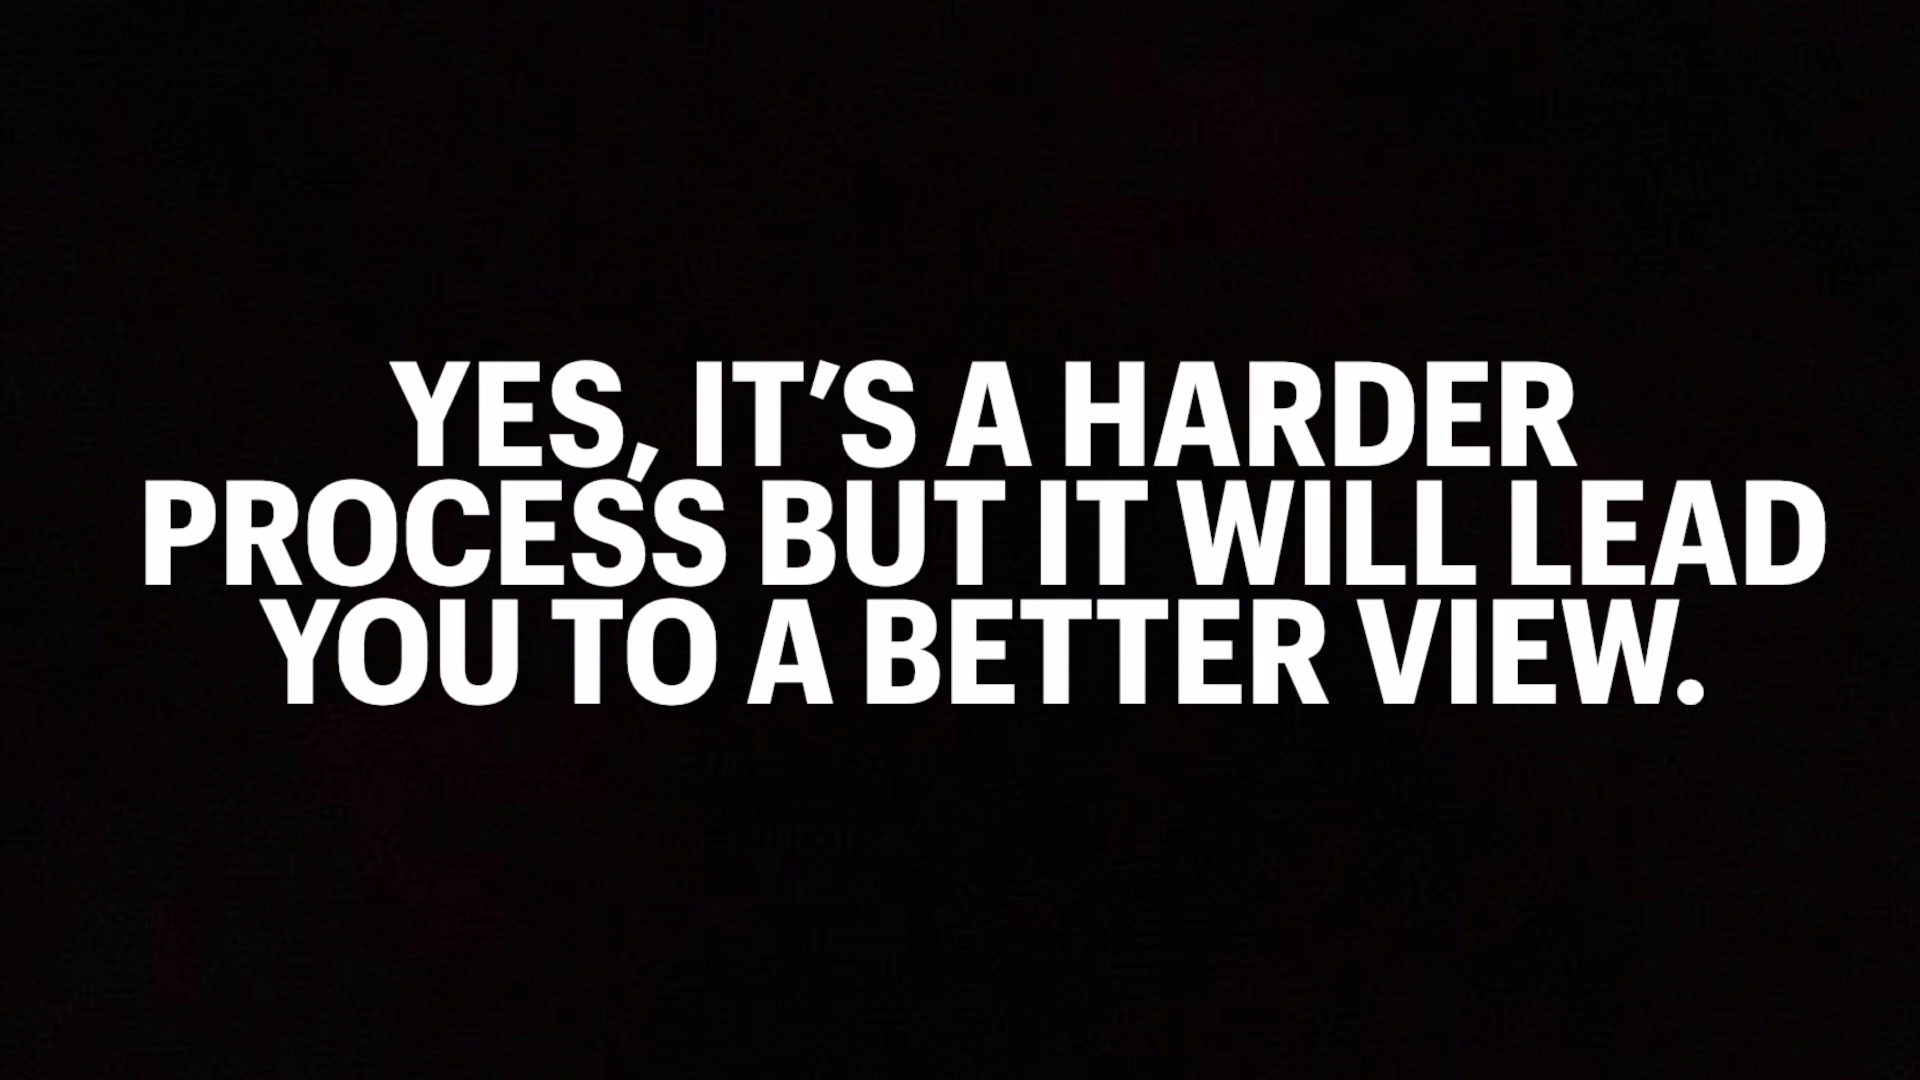 YES, IT’S A HARDER
PROCESS BUT IT WILL LEAD
YOU TO A BETTER VIEW.